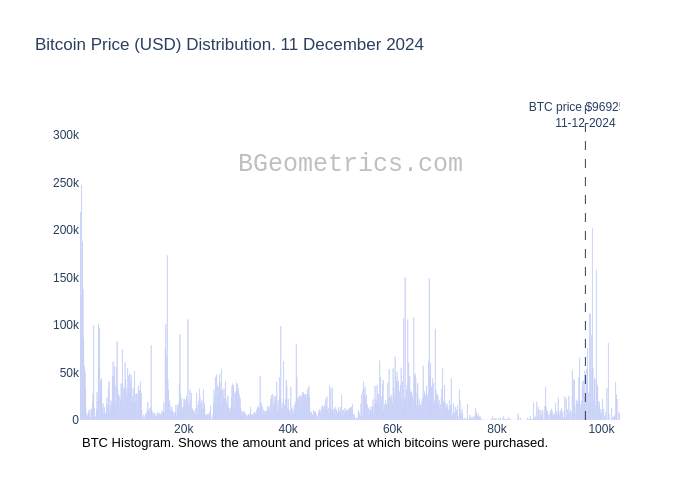 Bitcoin Price (USD) Distribution. 11 December 2024
BTC price $9692
11-12-2024
BGeometrics.com
300k
250k
200k
150k
100k
50k
0
20k 40k 60k 80k 100k
BTC Histogram. Shows the amount and prices at which bitcoins were purchased.